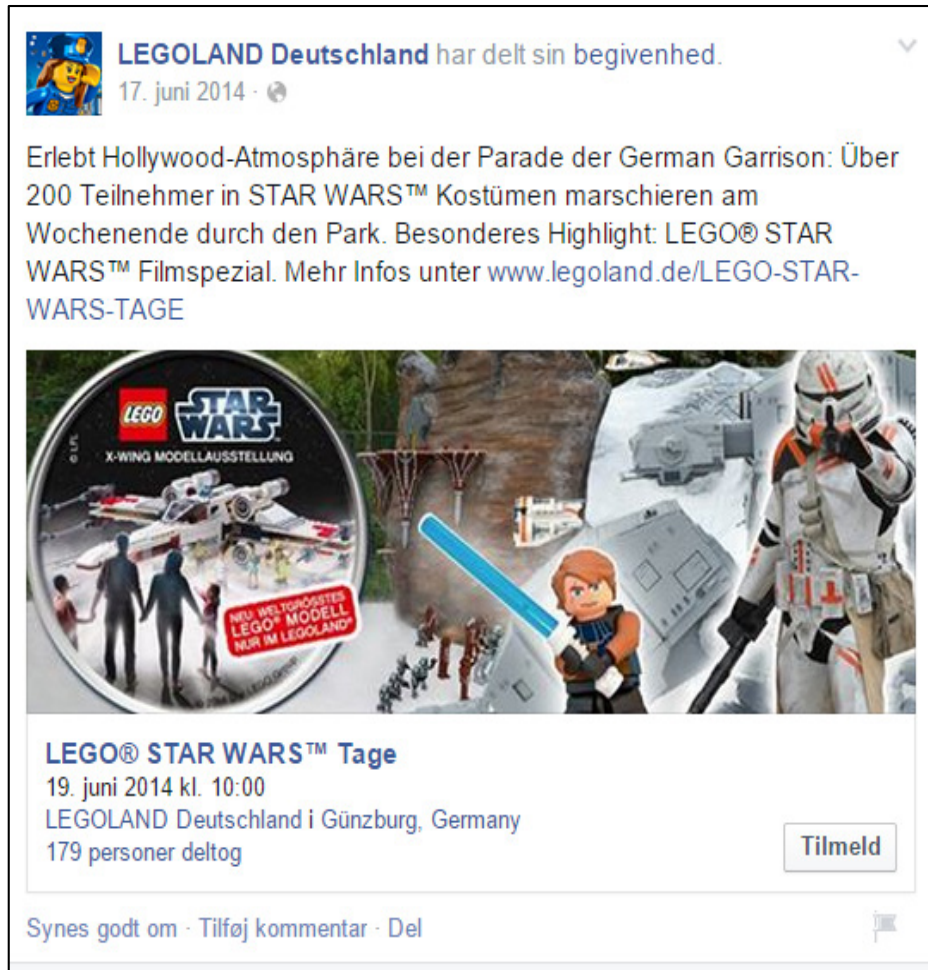 LEGOLAND Deutschland har delt sin begivenhed.
17. juni 2014 ·
Erlebt Hollywood-Atmosphäre bei der Parade der German Garrison: Über
200 Teilnehmer in STAR WARS™ Kostümen marschieren am
Wochenende durch den Park. Besonderes Highlight: LEGO® STAR
WARS™ Filmspezial. Mehr Infos unter www.legoland.de/LEGO-STAR-
WARS-TAGE
LEGO STAR
WARS
© LFL
X-WING MODELLAUSSTELLUNG
NEU: WELTGRÖSSTES
LEGO® MODELL
NUR IM LEGOLAND®
LEGO GROUP
LEGO® STAR WARS™ Tage
19. juni 2014 kl. 10:00
LEGOLAND Deutschland i Günzburg, Germany
179 personer deltog
Tilmeld
Synes godt om · Tilføj kommentar · Del